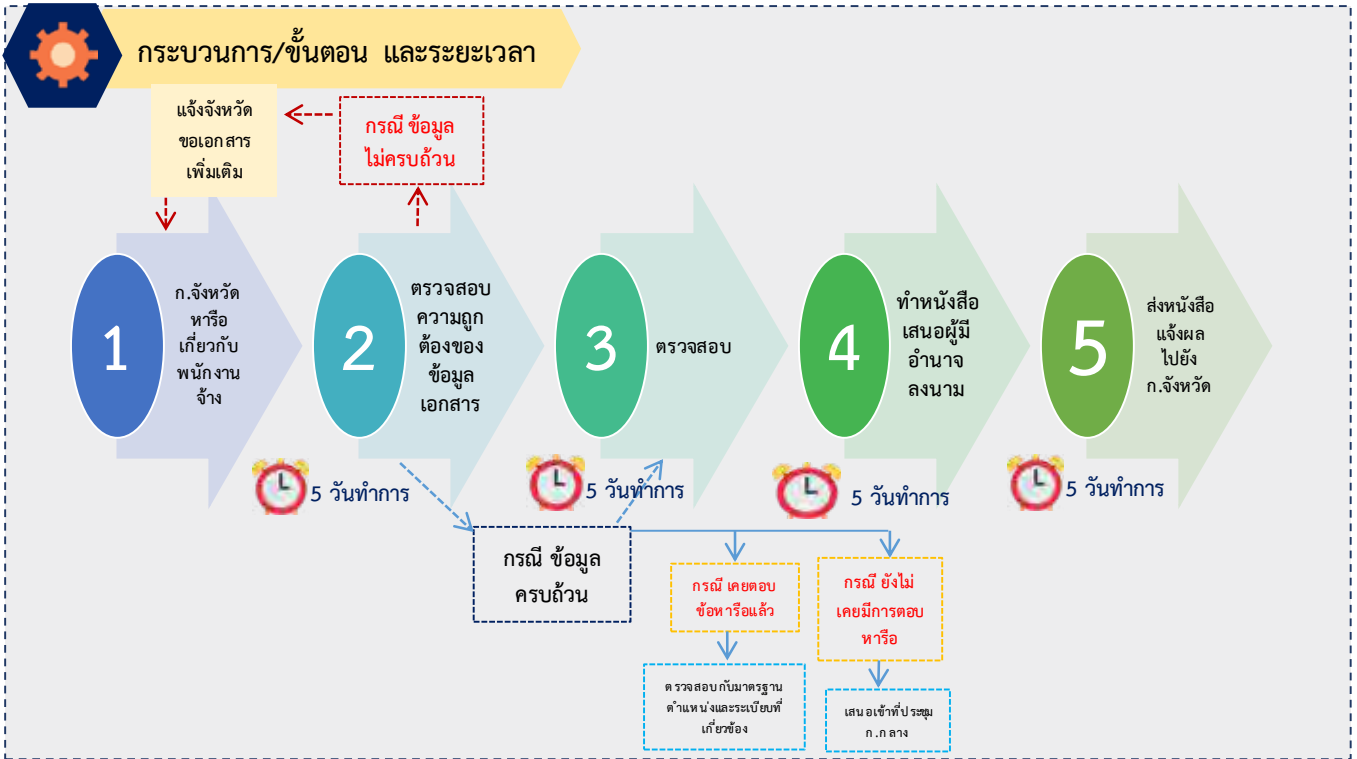 กระบวนการ/ขั้นตอน และระยะเวลา
แจ้งจังหวัด
ขอเอกสาร
เพิ่มเติม
กรณี ข้อมูล
ไม่ครบถ้วน
1
ก.จังหวัด
หารือ
เกี่ยวกับ
พนักงาน
จ้าง
2
ตรวจสอบ
ความถูก
ต้องของ
ข้อมูล
เอกสาร
3
ตรวจสอบ
4
ทำหนังสือ
เสนอผู้มี
อำนาจ
ลงนาม
5
ส่งหนังสือ
แจ้งผล
ไปยัง
ก.จังหวัด
5 วันทำการ
5 วันทำการ
5 วันทำการ
5 วันทำการ
กรณี ข้อมูล
ครบถ้วน
กรณี เคยตอบ
ข้อหารือแล้ว
กรณี ยังไม่
เคยมีการตอบ
หารือ
ตรวจสอบกับมาตรฐาน
ตำแหน่งและระเบียบที่
เกี่ยวข้อง
เสนอเข้าที่ประชุม
ก.กลาง